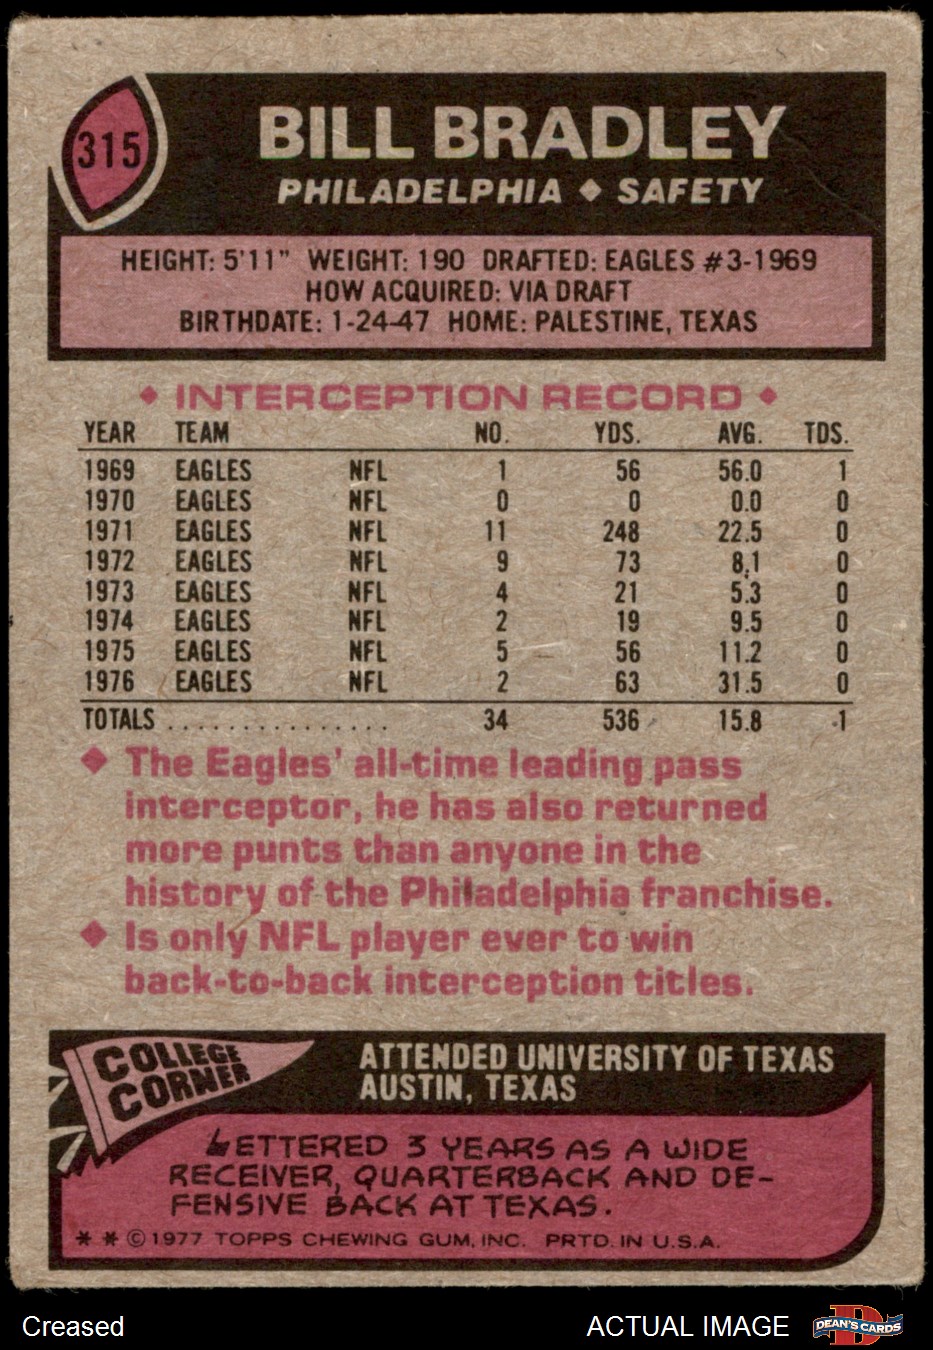 315
BILL BRADLEY
PHILADELPHIA ◆ SAFETY
HEIGHT: 5'11" WEIGHT: 190 DRAFTED: EAGLES #3-1969
HOW ACQUIRED: VIA DRAFT
BIRTHDATE: 1-24-47 HOME: PALESTINE, TEXAS
◆ INTERCEPTION RECORD ◆
YEAR TEAM NO. YDS. AVG. TDS.
1969 EAGLES NFL 1 56 56.0 1
1970 EAGLES NFL 0 0 0.0 0
1971 EAGLES NFL 11 248 22.5 0
1972 EAGLES NFL 9 73 8.1 0
1973 EAGLES NFL 4 21 5.3 0
1974 EAGLES NFL 2 19 9.5 0
1975 EAGLES NFL 5 56 11.2 0
1976 EAGLES NFL 2 63 31.5 0
TOTALS . . . . . . . . . . . . . . . 34 536 15.8 1
◆ The Eagles' all-time leading pass
interceptor, he has also returned
more punts than anyone in the
history of the Philadelphia franchise.
◆ Is only NFL player ever to win
back-to-back interception titles.
COLLEGE
CORNER
ATTENDED UNIVERSITY OF TEXAS
AUSTIN, TEXAS
LETTERED 3 YEARS AS A WIDE
RECEIVER, QUARTERBACK AND DE-
FENSIVE BACK AT TEXAS.
* * © 1977 TOPPS CHEWING GUM, INC. PRTD. IN U.S.A.
Creased
ACTUAL IMAGE
D
DEAN'S CARDS